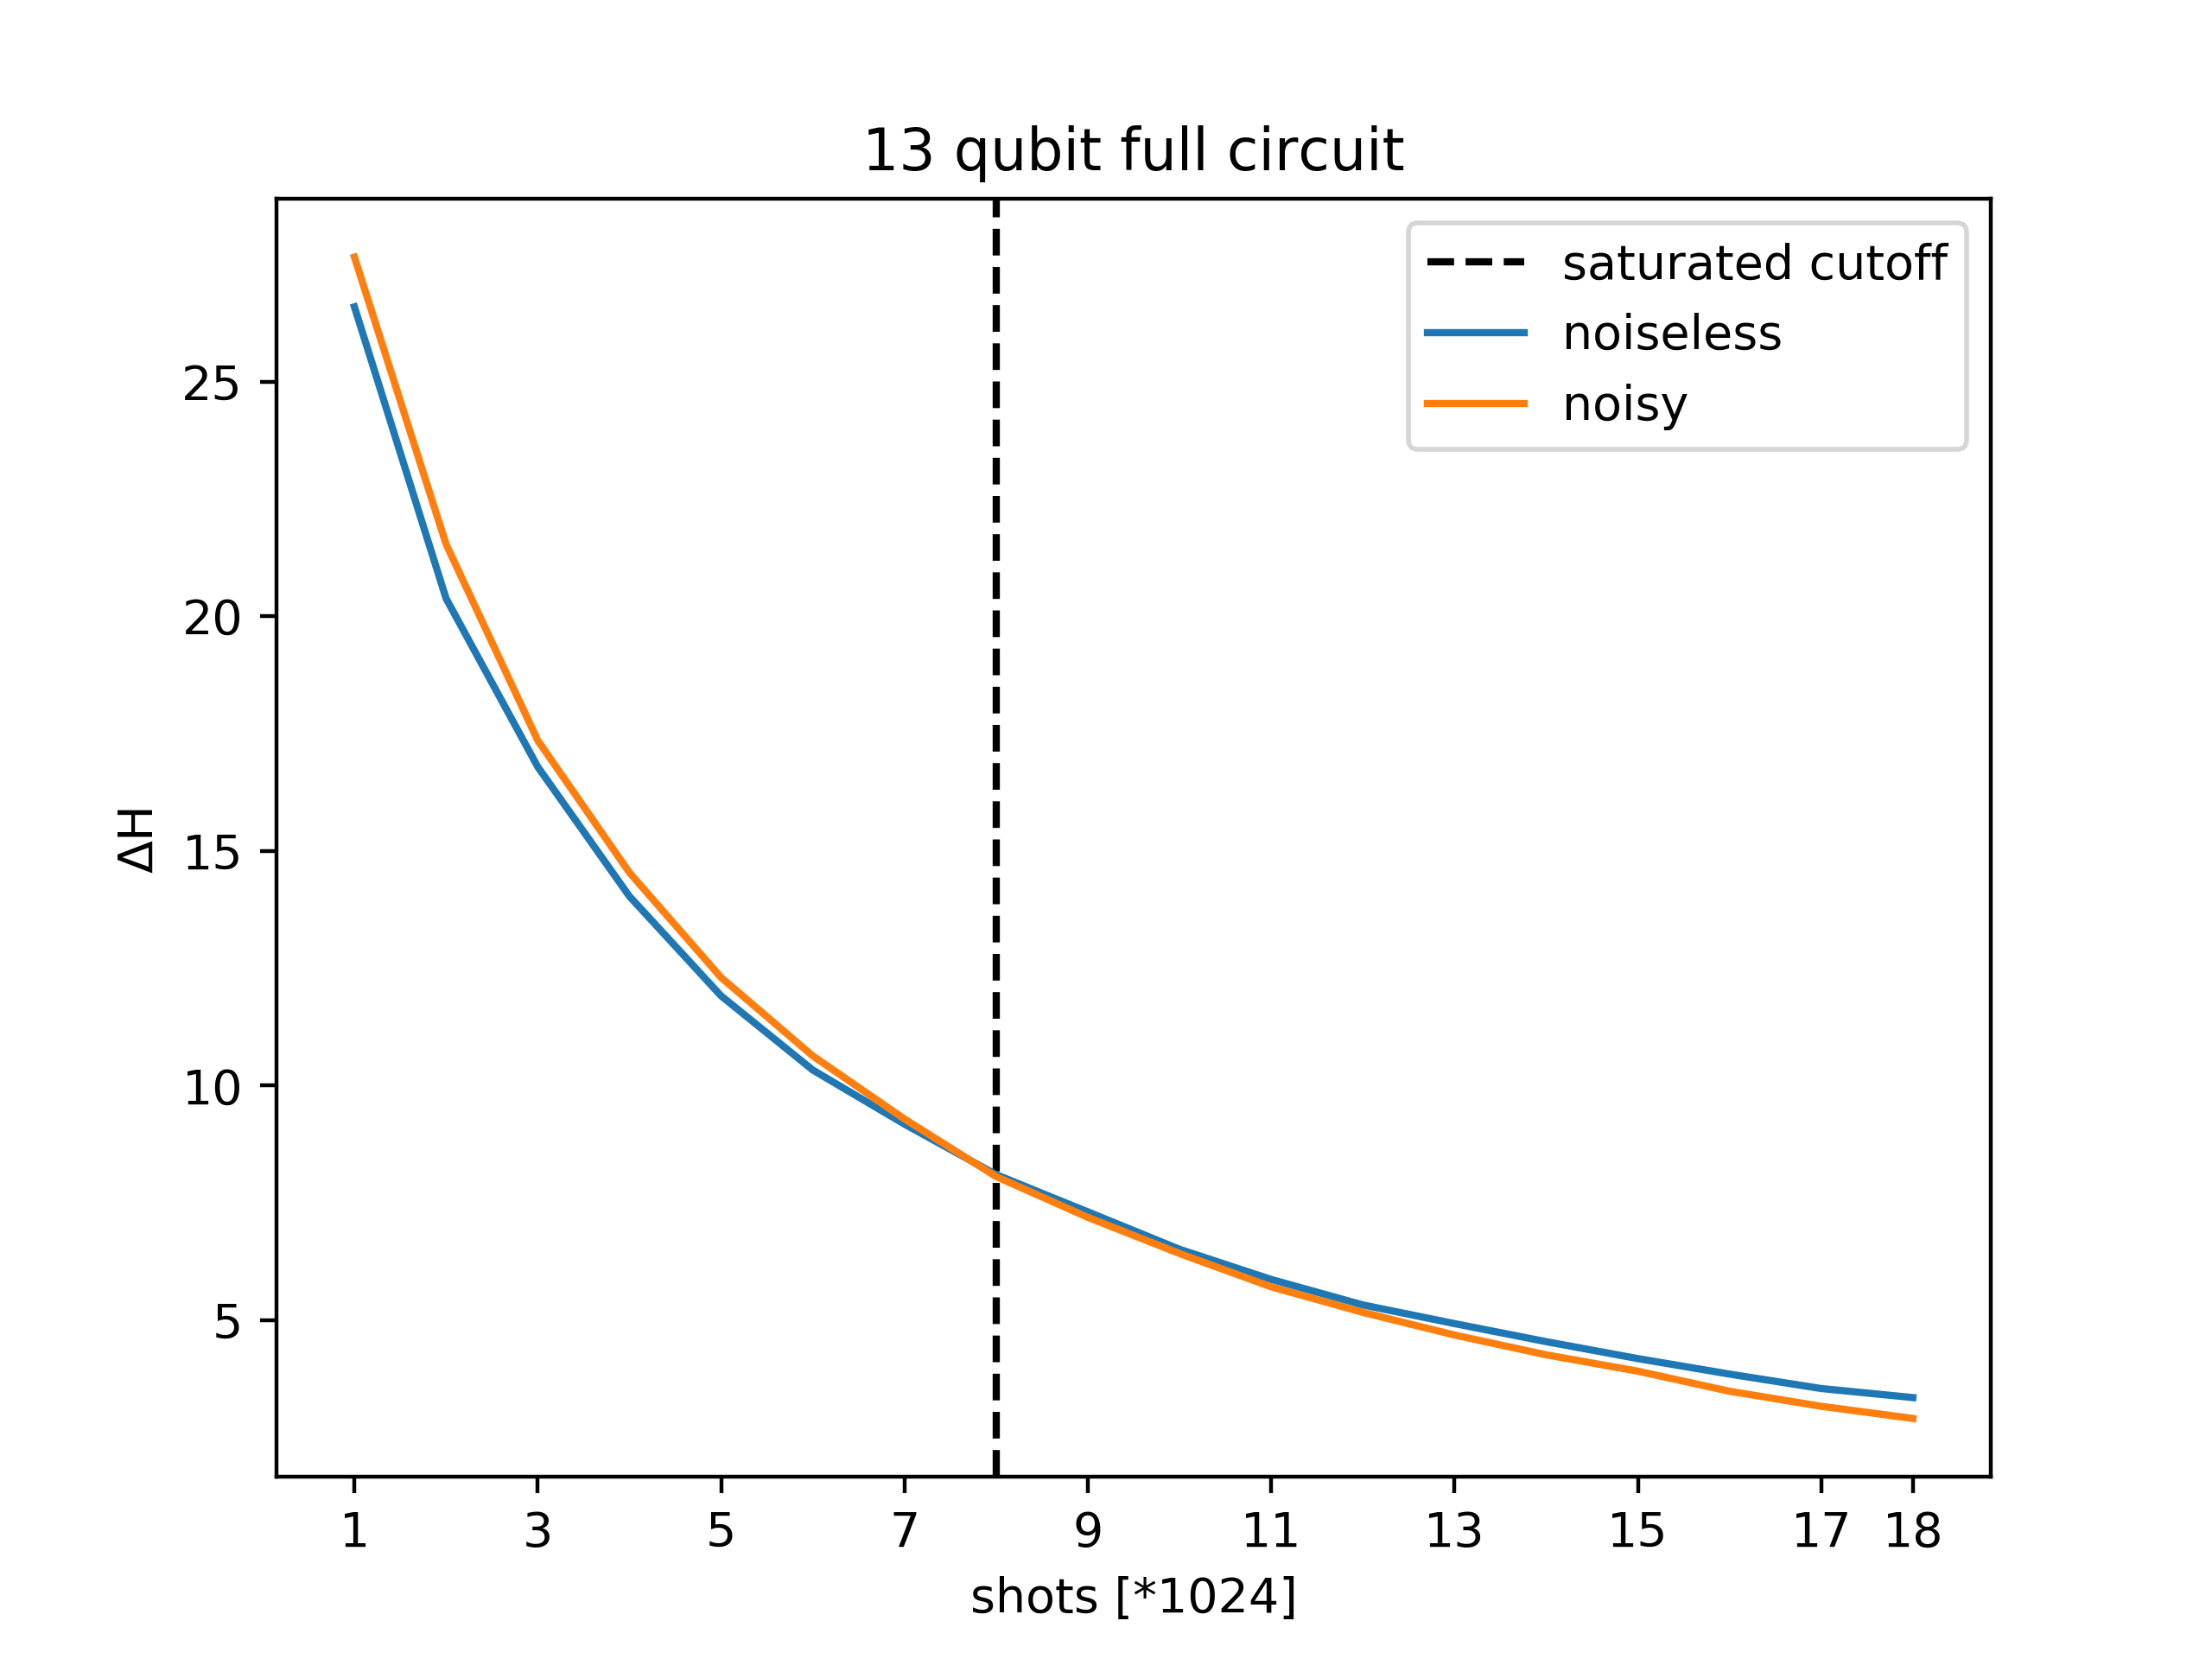 13 qubit full circuit
saturated cutoff
noiseless
noisy
25
20
15
10
5
ΔH
1 3 5 7 9 11 13 15 17 18
shots [*1024]